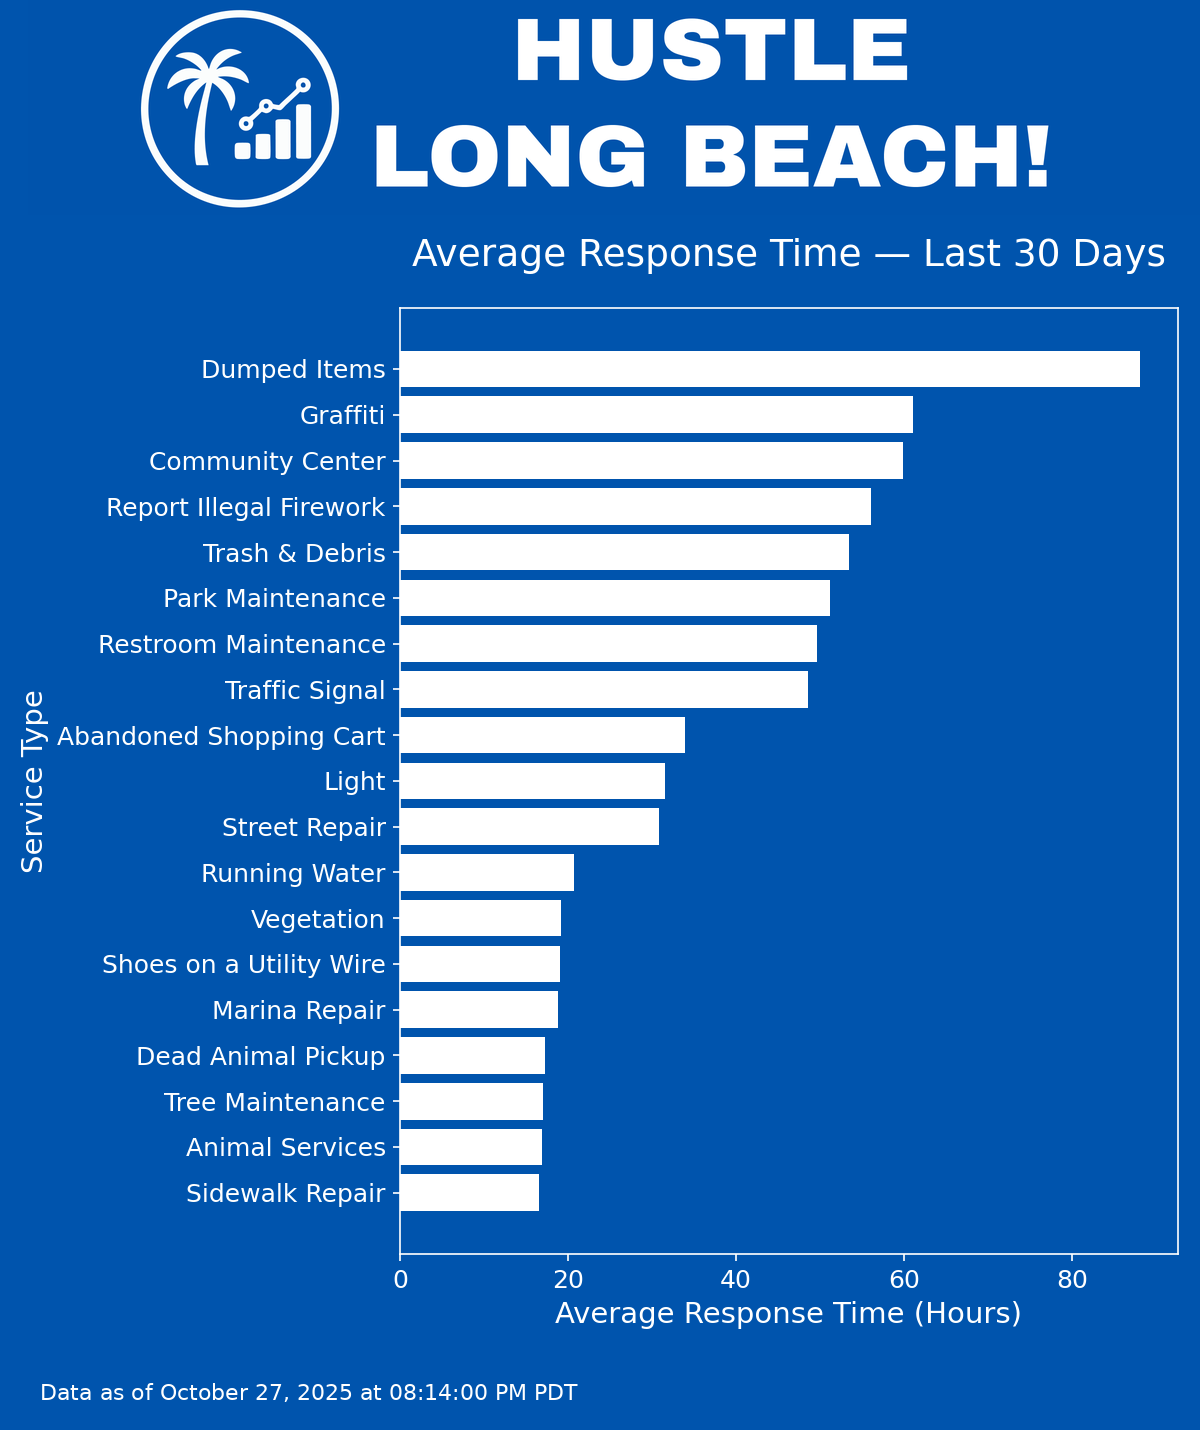 HUSTLE
LONG BEACH!
Average Response Time — Last 30 Days
Service Type
Dumped Items
Graffiti
Community Center
Report Illegal Firework
Trash & Debris
Park Maintenance
Restroom Maintenance
Traffic Signal
Abandoned Shopping Cart
Light
Street Repair
Running Water
Vegetation
Shoes on a Utility Wire
Marina Repair
Dead Animal Pickup
Tree Maintenance
Animal Services
Sidewalk Repair
0 20 40 60 80
Average Response Time (Hours)
Data as of October 27, 2025 at 08:14:00 PM PDT